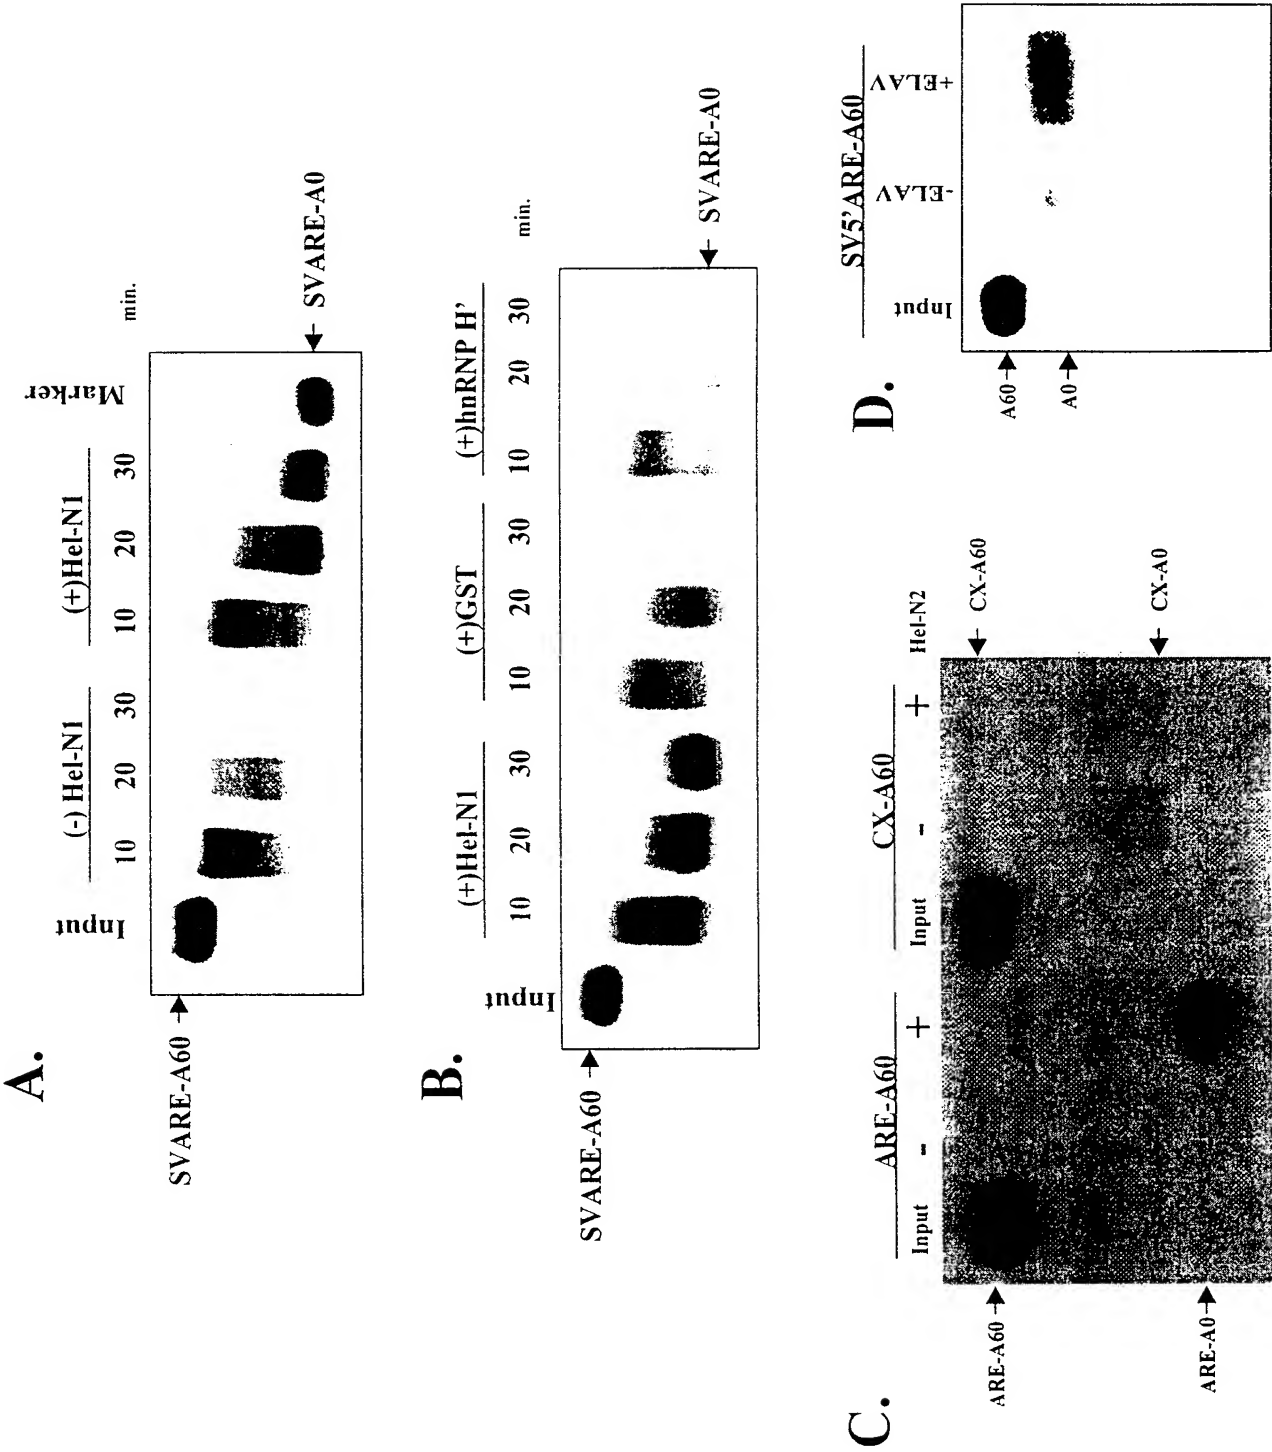 A.
(-) Hel-N1
(+)Hel-N1
Input
10
20
30
10
20
30
Marker
min.
SVARE-A60
SVARE-A0
B.
(+)Hel-N1
(+)GST
(+)hnRNP H'
Input
10
20
30
10
20
30
10
20
30
min.
SVARE-A60
SVARE-A0
C.
ARE-A60
CX-A60
Input
-
+
Input
-
+
Hel-N2
ARE-A60
ARE-A0
CX-A60
CX-A0
D.
SV5'ARE-A60
Input
-ELAV
+ELAV
A60
A0